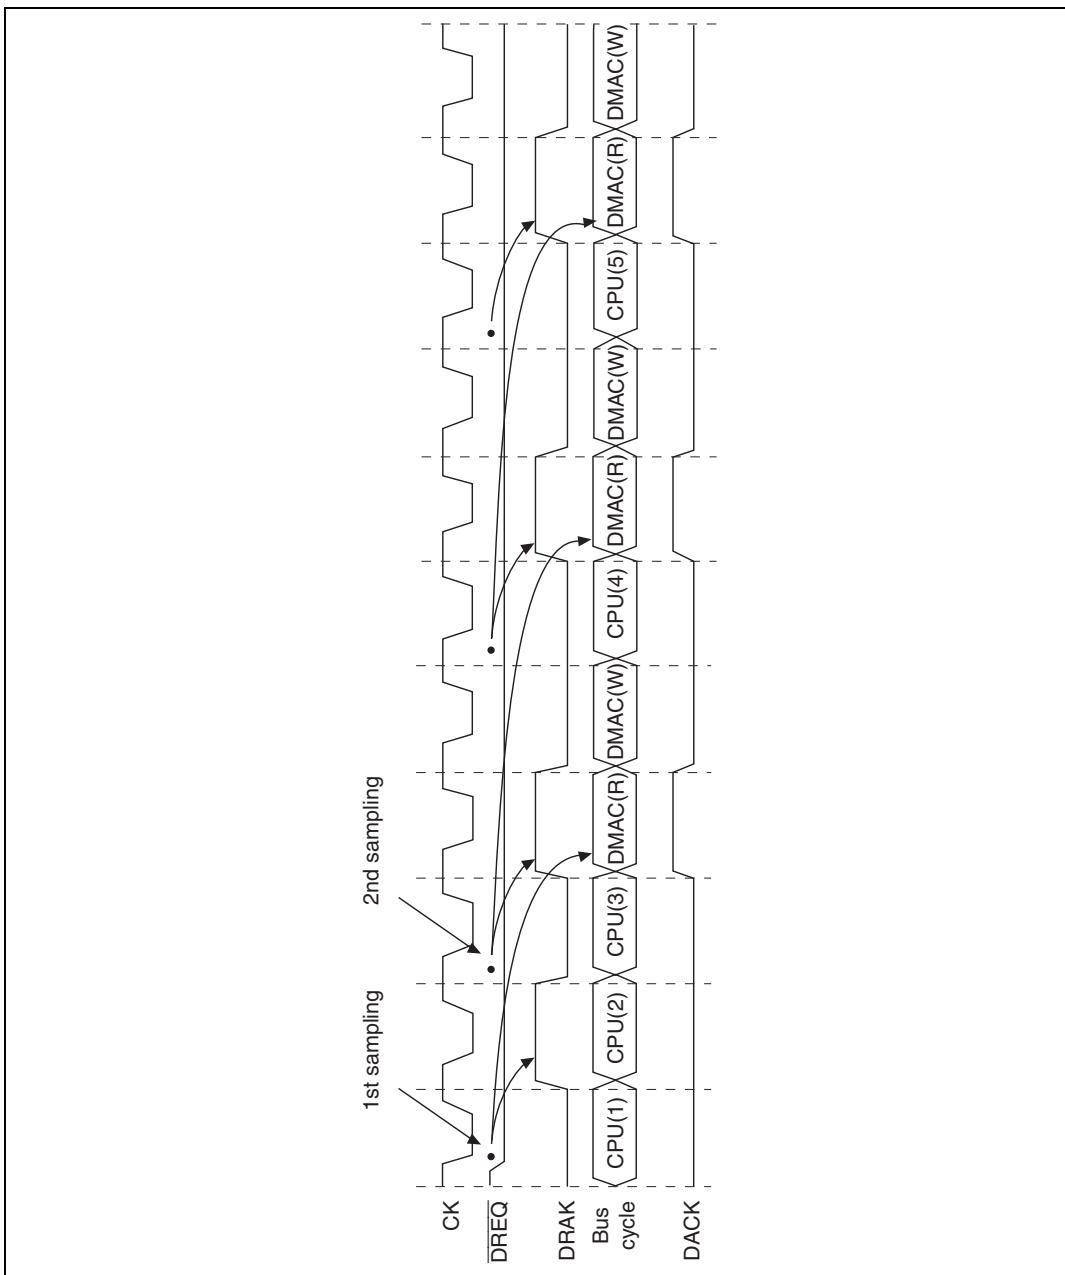 1st sampling
2nd sampling
CK
DREQ
DRAK
Bus
cycle
CPU(1)
CPU(2)
CPU(3)
DMAC(R)
DMAC(W)
CPU(4)
DMAC(R)
DMAC(W)
CPU(5)
DMAC(R)
DMAC(W)
DACK